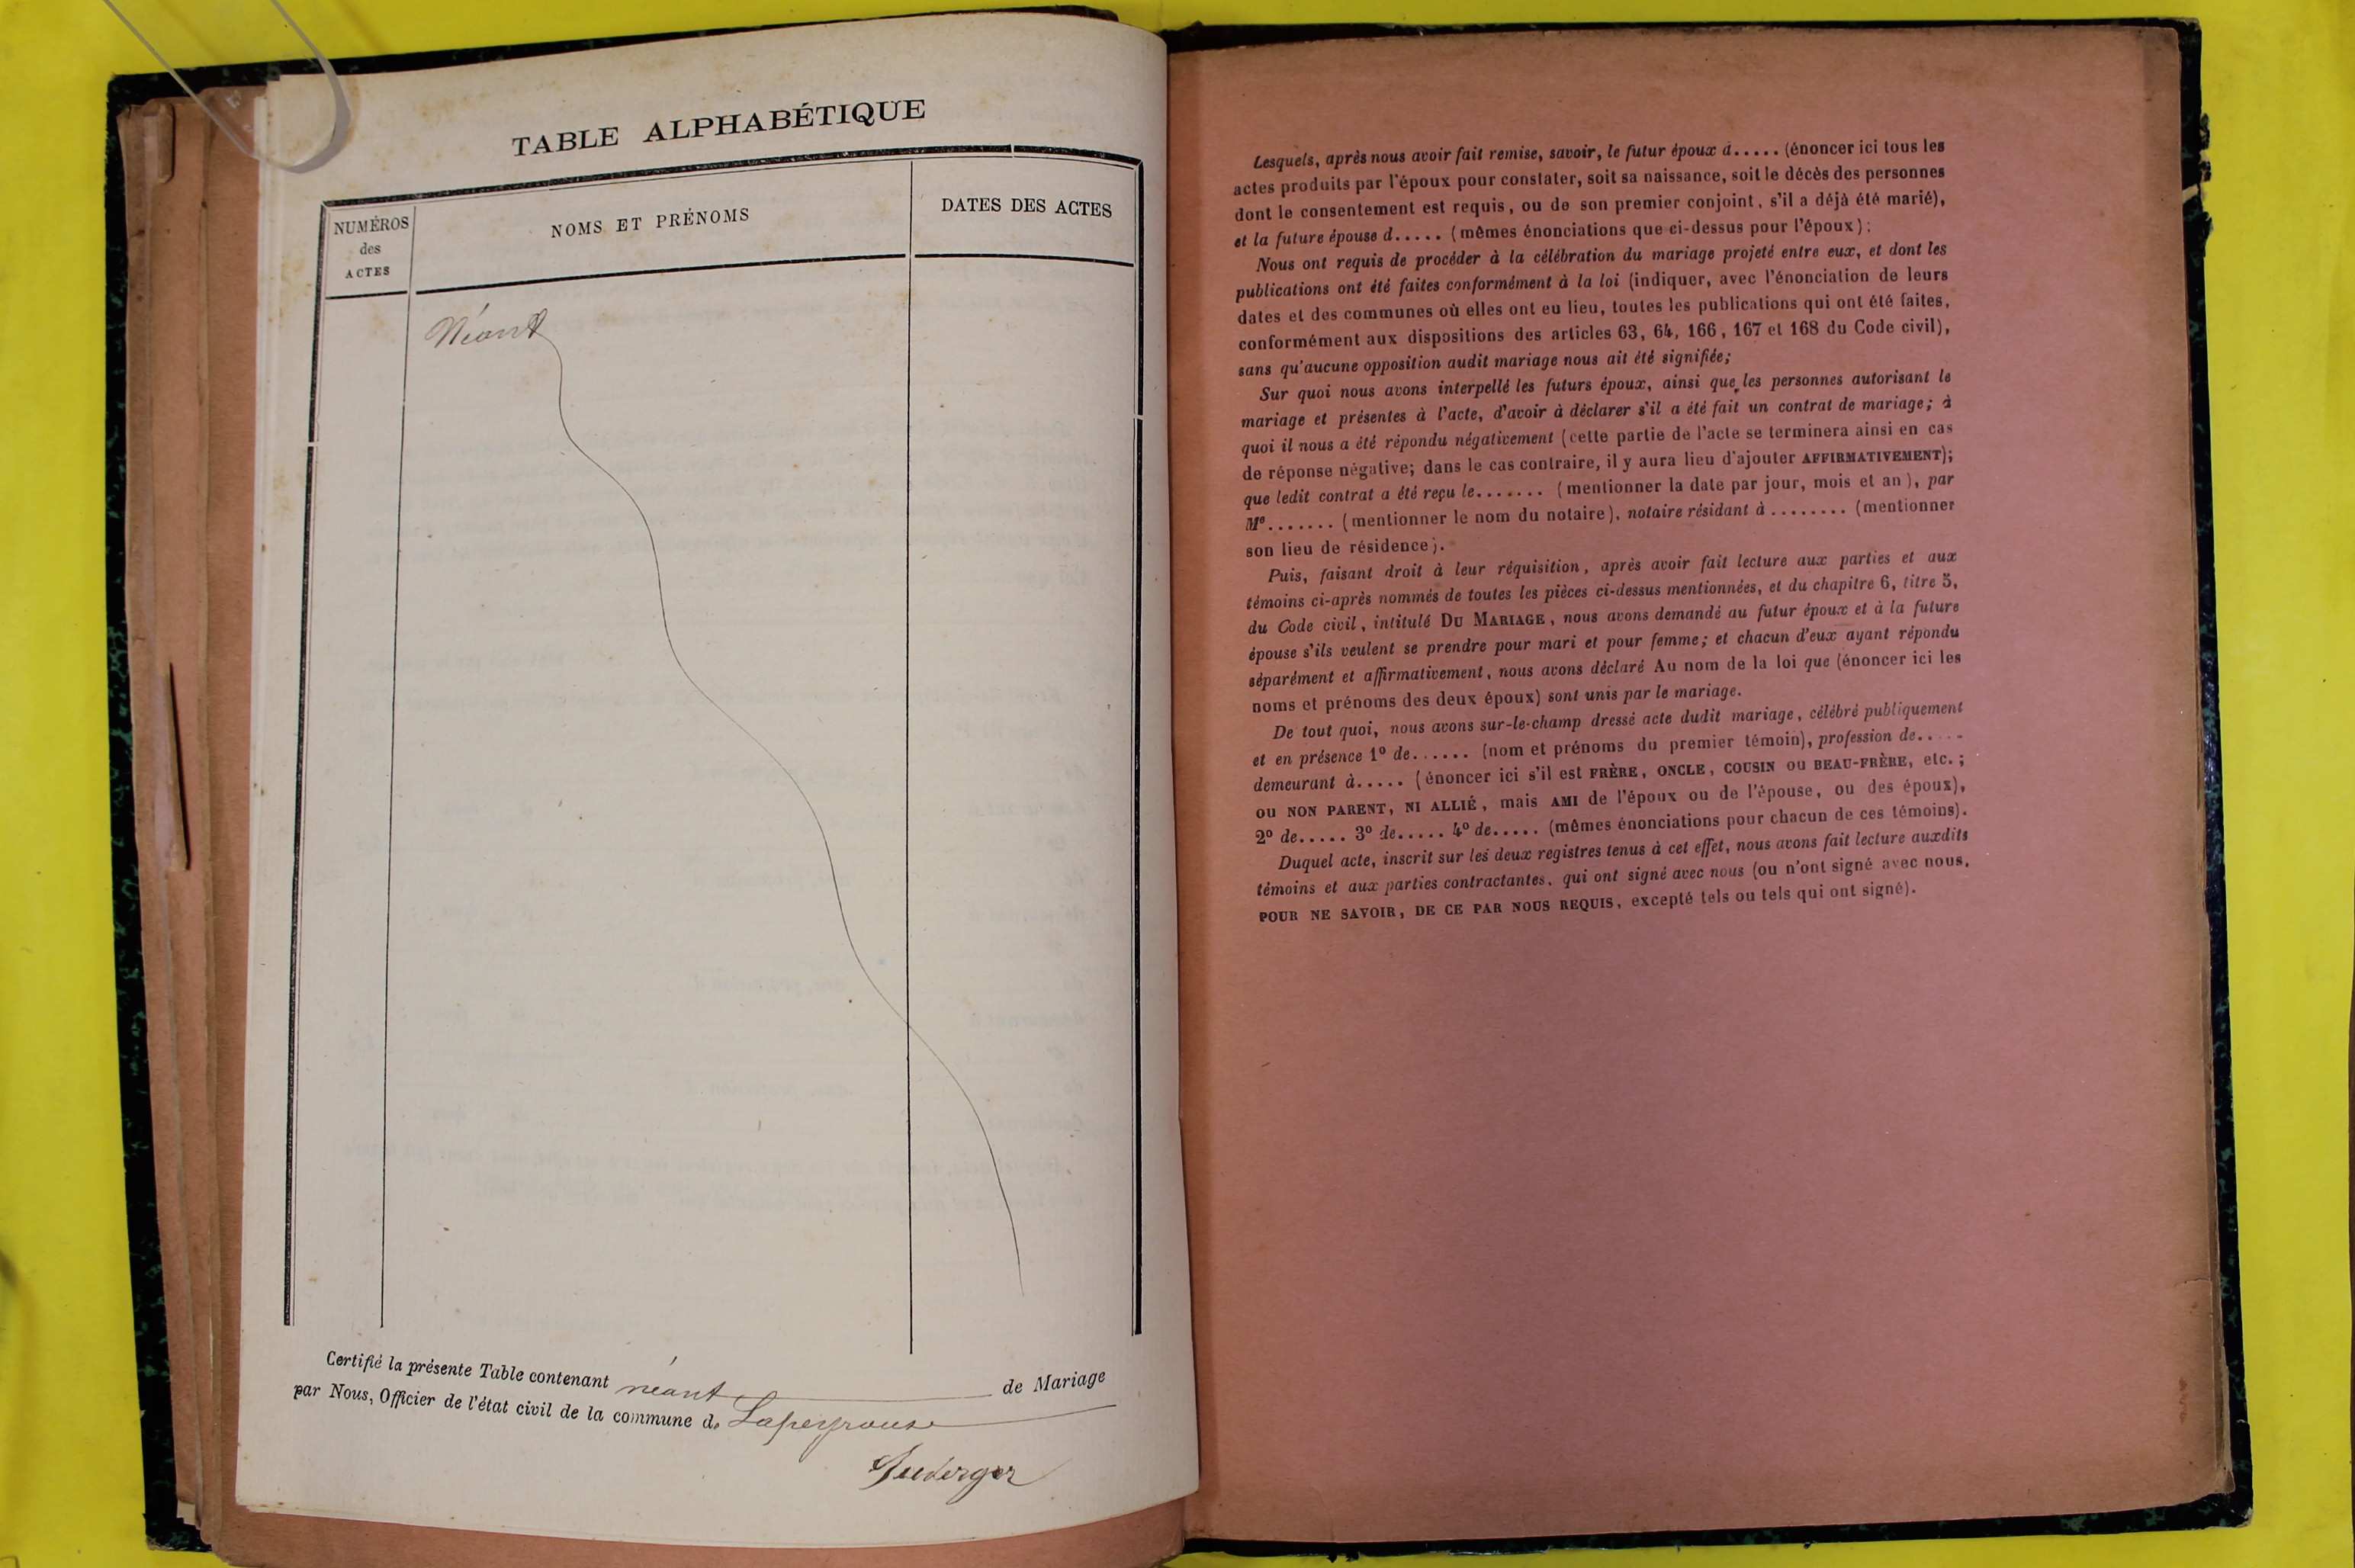 TABLE ALPHABÉTIQUE
NUMÉROS
des
ACTES
NOMS ET PRÉNOMS
DATES DES ACTES
Néant
Certifié la présente Table contenant néant de Mariage
par Nous, Officier de l'état civil de la commune de Lapeyrouse
Lesquels, après nous avoir fait remise, savoir, le futur époux d..... (énoncer ici tous les
actes produits par l'époux pour constater, soit sa naissance, soit le décès des personnes
dont le consentement est requis, ou de son premier conjoint, s'il a déjà été marié),
et la future épouse d..... (mêmes énonciations que ci-dessus pour l'époux);
Nous ont requis de procéder à la célébration du mariage projeté entre eux, et dont les
publications ont été faites conformément à la loi (indiquer, avec l'énonciation de leurs
dates et des communes où elles ont eu lieu, toutes les publications qui ont été faites,
conformément aux dispositions des articles 63, 64, 166, 167 et 168 du Code civil),
sans qu'aucune opposition audit mariage nous ait été signifiée;
Sur quoi nous avons interpellé les futurs époux, ainsi que les personnes autorisant le
mariage et présentes à l'acte, d'avoir à déclarer s'il a été fait un contrat de mariage; à
quoi il nous a été répondu négativement (cette partie de l'acte se terminera ainsi en cas
de réponse négative; dans le cas contraire, il y aura lieu d'ajouter AFFIRMATIVEMENT);
que ledit contrat a été reçu le....... (mentionner la date par jour, mois et an), par
Me....... (mentionner le nom du notaire), notaire résidant à ........ (mentionner
son lieu de résidence).
Puis, faisant droit à leur réquisition, après avoir fait lecture aux parties et aux
témoins ci-après nommés de toutes les pièces ci-dessus mentionnées, et du chapitre 6, titre 5,
du Code civil, intitulé DU MARIAGE, nous avons demandé au futur époux et à la future
épouse s'ils veulent se prendre pour mari et pour femme; et chacun d'eux ayant répondu
séparément et affirmativement, nous avons déclaré Au nom de la loi que (énoncer ici les
noms et prénoms des deux époux) sont unis par le mariage.
De tout quoi, nous avons sur-le-champ dressé acte dudit mariage, célébré publiquement
et en présence 1º de...... (nom et prénoms du premier témoin), profession de.....
demeurant à..... (énoncer ici s'il est FRÈRE, ONCLE, COUSIN ou BEAU-FRÈRE, etc.;
ou NON PARENT, NI ALLIÉ, mais AMI de l'époux ou de l'épouse, ou des époux),
2º de..... 3º de..... 4º de..... (mêmes énonciations pour chacun de ces témoins).
Duquel acte, inscrit sur les deux registres tenus à cet effet, nous avons fait lecture auxdits
témoins et aux parties contractantes, qui ont signé avec nous (ou n'ont signé avec nous,
POUR NE SAVOIR, DE CE PAR NOUS REQUIS, excepté tels ou tels qui ont signé).